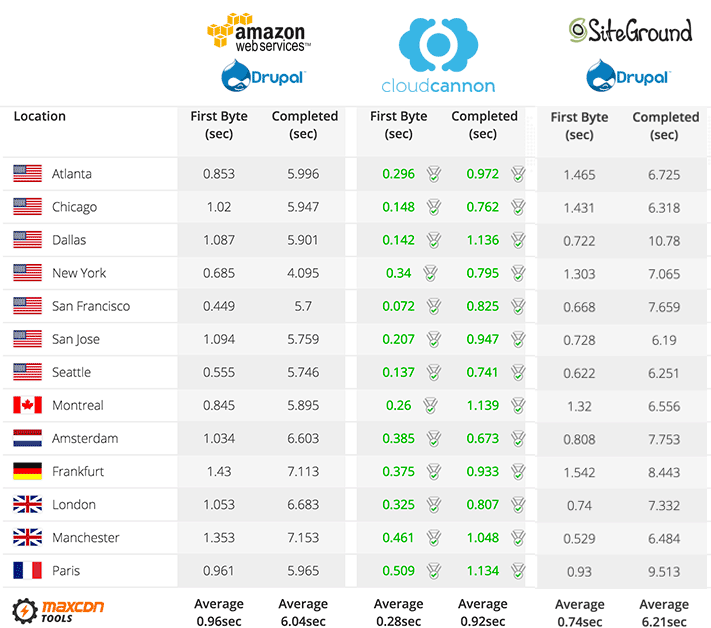 amazon
web services™
Drupal
cloudcannon
SiteGround
Drupal
Location First Byte (sec) Completed (sec) First Byte (sec) Completed (sec) First Byte (sec) Completed (sec)
Atlanta 0.853 5.996 0.296 0.972 1.465 6.725
Chicago 1.02 5.947 0.148 0.762 1.431 6.318
Dallas 1.087 5.901 0.142 1.136 0.722 10.78
New York 0.685 4.095 0.34 0.795 1.303 7.065
San Francisco 0.449 5.7 0.072 0.825 0.668 7.659
San Jose 1.094 5.759 0.207 0.947 0.728 6.19
Seattle 0.555 5.746 0.137 0.741 0.622 6.251
Montreal 0.845 5.895 0.26 1.139 1.32 6.556
Amsterdam 1.034 6.603 0.385 0.673 0.808 7.753
Frankfurt 1.43 7.113 0.375 0.933 1.542 8.443
London 1.053 6.683 0.325 0.807 0.74 7.332
Manchester 1.353 7.153 0.461 1.048 0.529 6.484
Paris 0.961 5.965 0.509 1.134 0.93 9.513
maxcdn Average Average Average Average Average Average
TOOLS 0.96sec 6.04sec 0.28sec 0.92sec 0.74sec 6.21sec